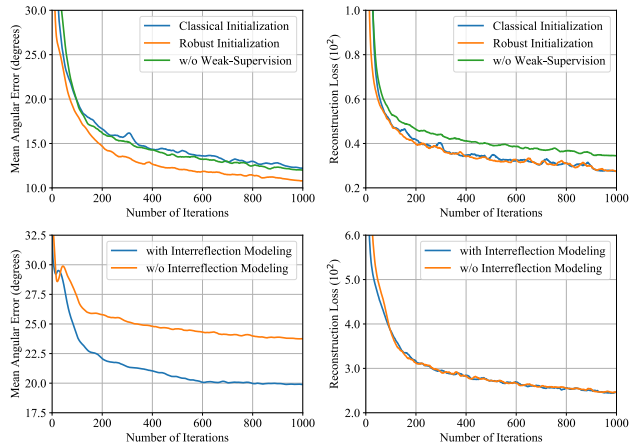 30.0
25.0
20.0
15.0
10.0
0
200
400
600
800
1000
Mean Angular Error (degrees)
Number of Iterations
Classical Initialization
Robust Initialization
w/o Weak-Supervision
1.0
0.8
0.6
0.4
0.2
0
200
400
600
800
1000
Reconstruction Loss (10²)
Number of Iterations
Classical Initialization
Robust Initialization
w/o Weak-Supervision
32.5
30.0
27.5
25.0
22.5
20.0
17.5
0
200
400
600
800
1000
Mean Angular Error (degrees)
Number of Iterations
with Interreflection Modeling
w/o Interreflection Modeling
6.0
5.0
4.0
3.0
2.0
0
200
400
600
800
1000
Reconstruction Loss (10²)
Number of Iterations
with Interreflection Modeling
w/o Interreflection Modeling